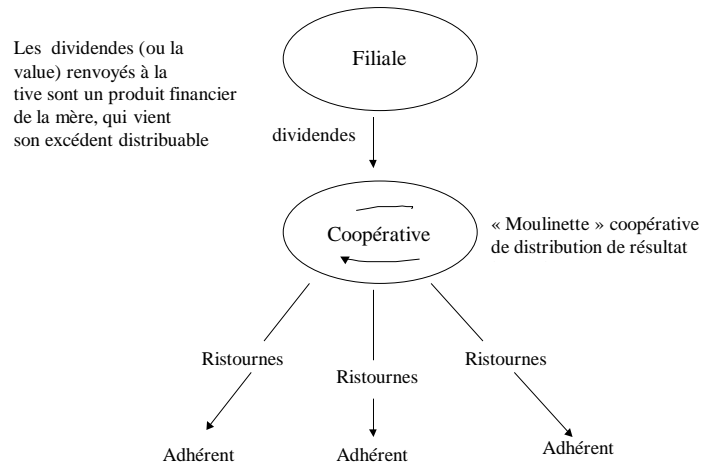 Les dividendes (ou la
value) renvoyés à la
tive sont un produit financier
de la mère, qui vient
son excédent distribuable
Filiale
dividendes
Coopérative
« Moulinette » coopérative
de distribution de résultat
Ristournes
Ristournes
Ristournes
Adhérent
Adhérent
Adhérent